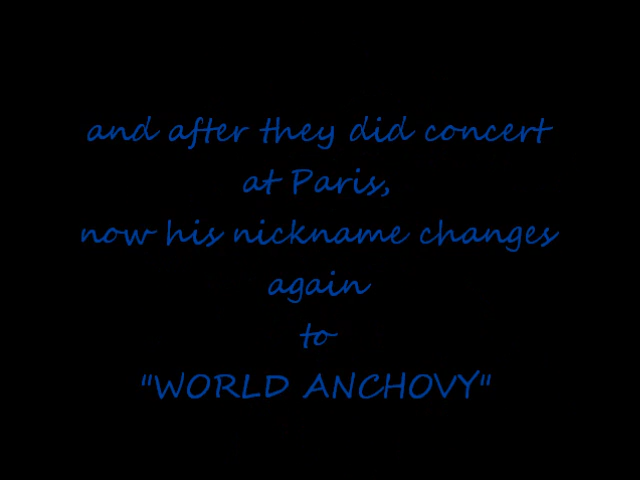 and after they did concert
at Paris,
now his nickname changes
again
to
"WORLD ANCHOVY"